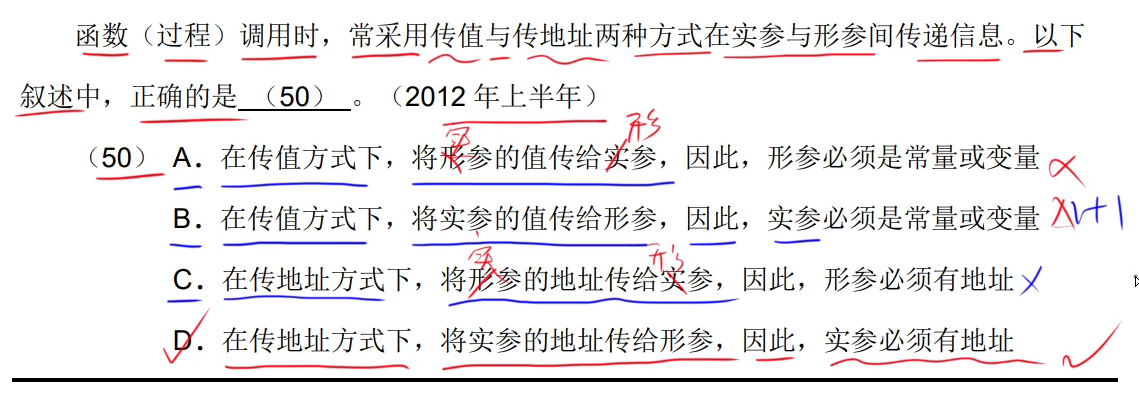 函数（过程）调用时，常采用传值与传地址两种方式在实参与形参间传递信息。以下
叙述中，正确的是（50）。（2012 年上半年）
实 形
（50） A．在传值方式下，将形参的值传给实参，因此，形参必须是常量或变量
B．在传值方式下，将实参的值传给形参，因此，实参必须是常量或变量 1+1
实 形
C．在传地址方式下，将形参的地址传给实参，因此，形参必须有地址
D．在传地址方式下，将实参的地址传给形参，因此，实参必须有地址